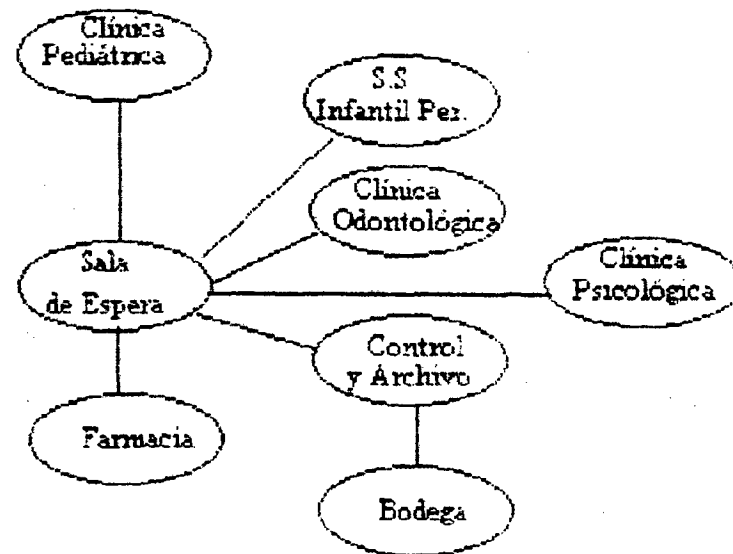 Clínica
Pediátrica
S.S
Infantil Per.
Clínica
Odontológica
Sala
de Espera
Clínica
Psicológica
Control
y Archivo
Farmacia
Bodega